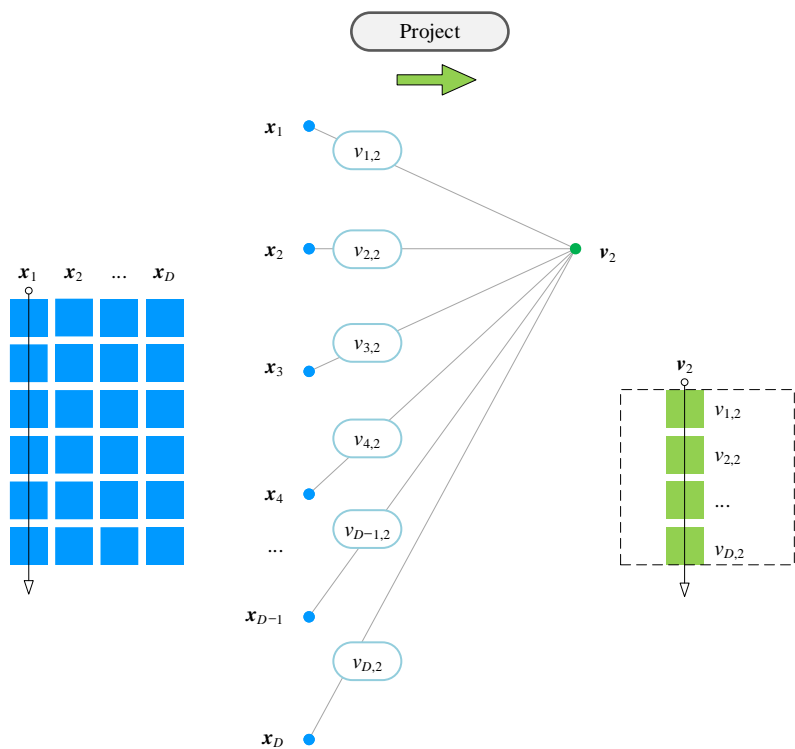 Project
x1
v1,2
x2
v2,2
v2
x1 x2 ... xD
x3
v3,2
v2
v1,2
x4
v4,2
v2,2
...
...
vD−1,2
vD,2
xD−1
vD,2
xD